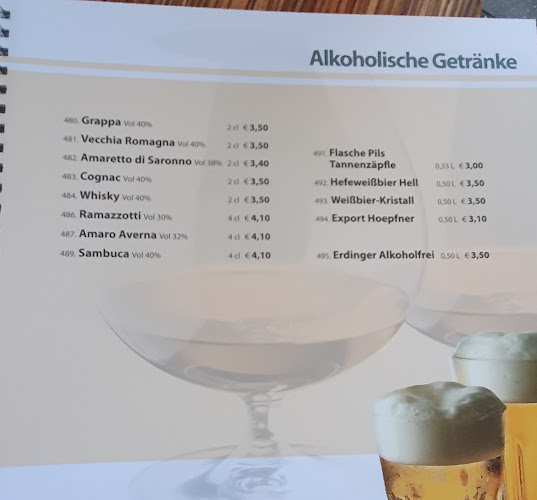 Alkoholische Getränke
480. Grappa Vol 40% 2 cl € 3,50
481. Vecchia Romagna Vol 40% 2 cl € 3,50
482. Amaretto di Saronno Vol 38% 2 cl € 3,40
483. Cognac Vol 40% 2 cl € 3,50
484. Whisky Vol 40% 2 cl € 3,50
486. Ramazzotti Vol 30% 4 cl € 4,10
487. Amaro Averna Vol 32% 4 cl € 4,10
489. Sambuca Vol 40% 4 cl € 4,10
491. Flasche Pils
Tannenzäpfle 0,33 L € 3,00
492. Hefeweißbier Hell 0,50 L € 3,50
493. Weißbier-Kristall 0,50 L € 3,50
494. Export Hoepfner 0,50 L € 3,10
495. Erdinger Alkoholfrei 0,50 L € 3,50